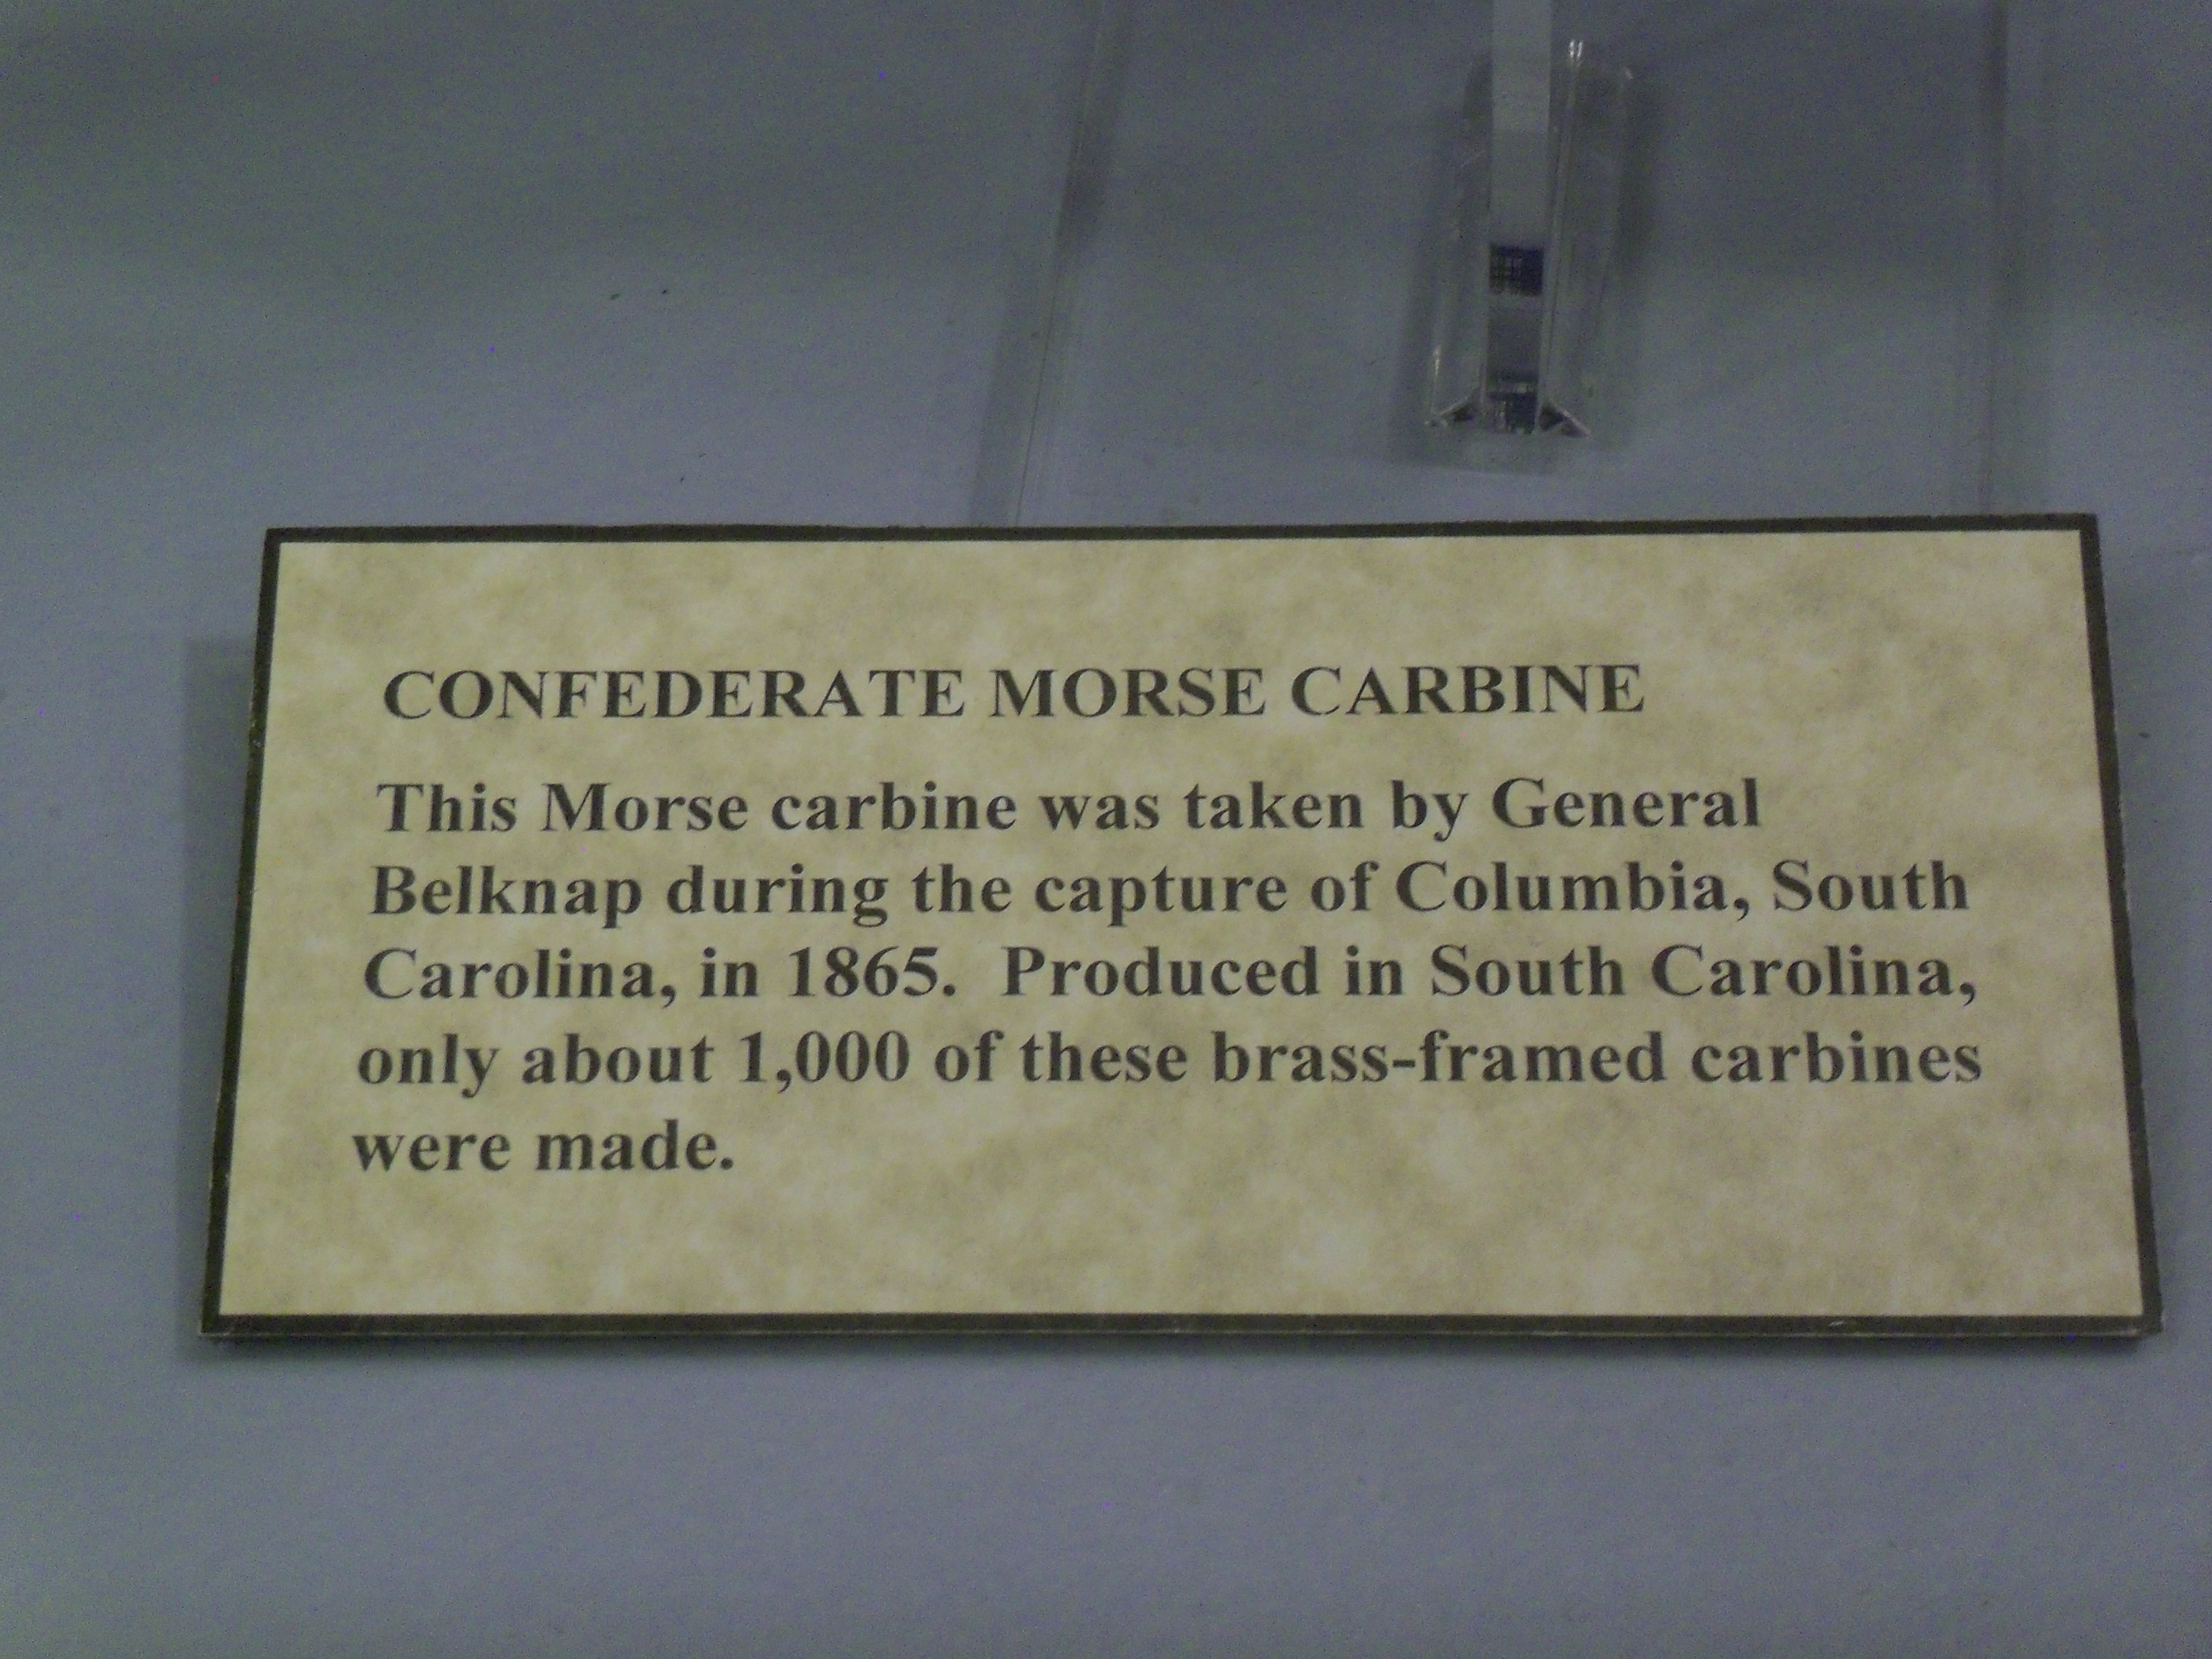 CONFEDERATE MORSE CARBINE
This Morse carbine was taken by General
Belknap during the capture of Columbia, South
Carolina, in 1865.  Produced in South Carolina,
only about 1,000 of these brass-framed carbines
were made.